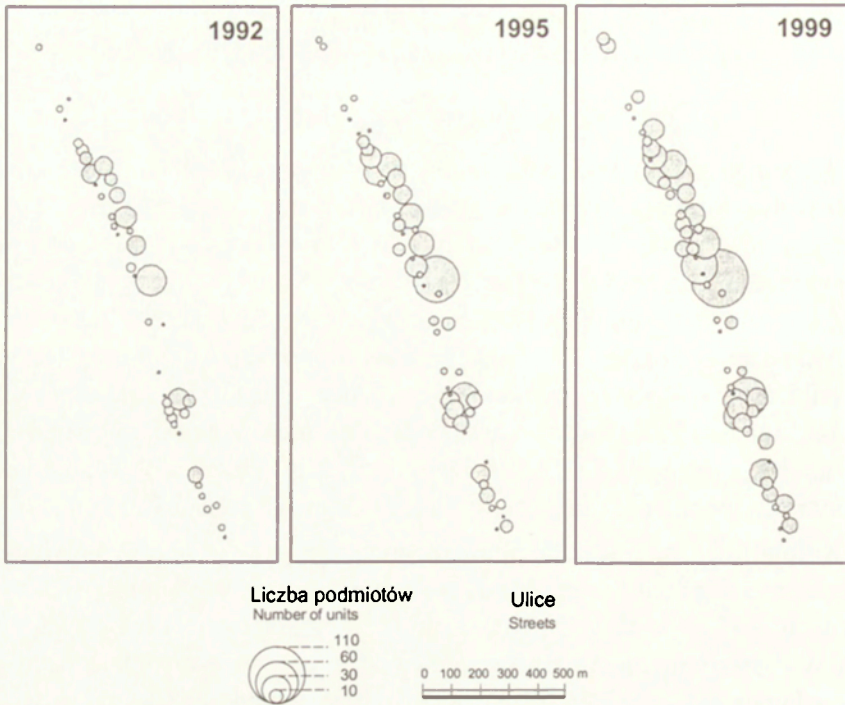 1992
1995
1999
Liczba podmiotów
Number of units
110
60
30
10
Ulice
Streets
0 100 200 300 400 500 m